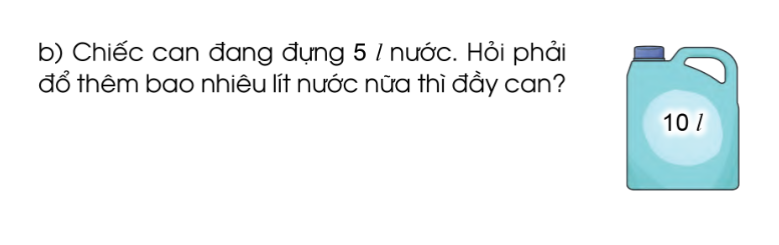 b) Chiếc can đang đựng 5 l nước. Hỏi phải
đổ thêm bao nhiêu lít nước nữa thì đầy can?
10 l